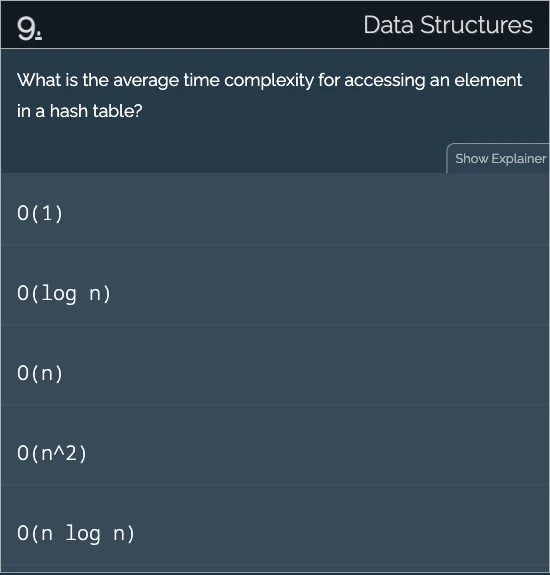 9.
Data Structures
What is the average time complexity for accessing an element
in a hash table?
Show Explainer
O(1)
O(log n)
O(n)
O(n^2)
O(n log n)